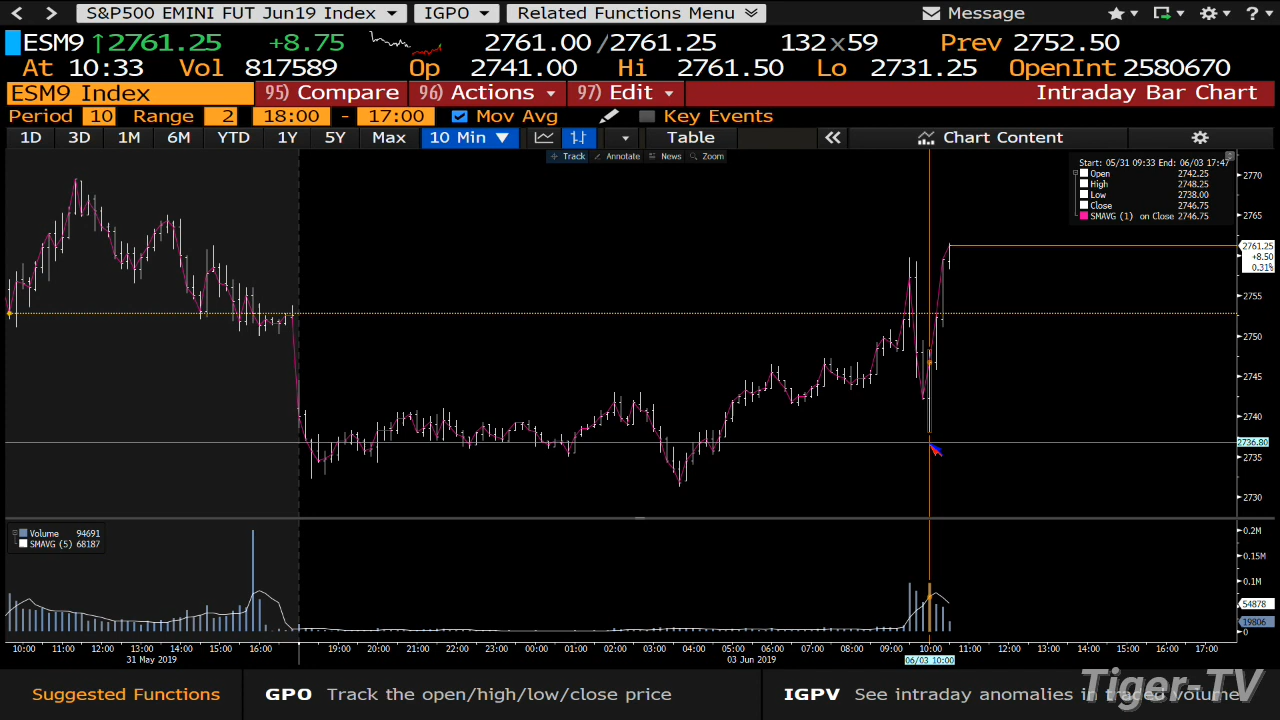 S&P500 EMINI FUT Jun19 Index IGPO Related Functions Menu Message ?
ESM9 ↑2761.25 +8.75 2761.00/2761.25 132x59 Prev 2752.50
At 10:33 Vol 817589 Op 2741.00 Hi 2761.50 Lo 2731.25 OpenInt 2580670
ESM9 Index 95) Compare 96) Actions 97) Edit Intraday Bar Chart
Period 10 Range 2 18:00 - 17:00 Mov Avg Key Events
1D 3D 1M 6M YTD 1Y 5Y Max 10 Min Table Chart Content
Track Annotate News Zoom
Start: 05/31 09:33 End: 06/03 17:47
Open 2742.25
High 2748.25
Low 2738.00
Close 2746.75
SMAVG (1) on Close 2746.75
2770
2765
2761.25
+8.50
0.31%
2755
2750
2745
2740
2736.80
2735
2730
Volume 94691
SMAVG (5) 68187
0.2M
0.15M
0.1M
54878
19806
0
10:00 11:00 12:00 13:00 14:00 15:00 16:00 19:00 20:00 21:00 22:00 23:00 00:00 01:00 02:00 03:00 04:00 05:00 06:00 07:00 08:00 09:00 10:00 11:00 12:00 13:00 14:00 15:00 16:00 17:00
31 May 2019 03 Jun 2019 06/03 10:00
Suggested Functions GPO Track the open/high/low/close price IGPV See intraday anomalies in traded volume
Tiger-TV